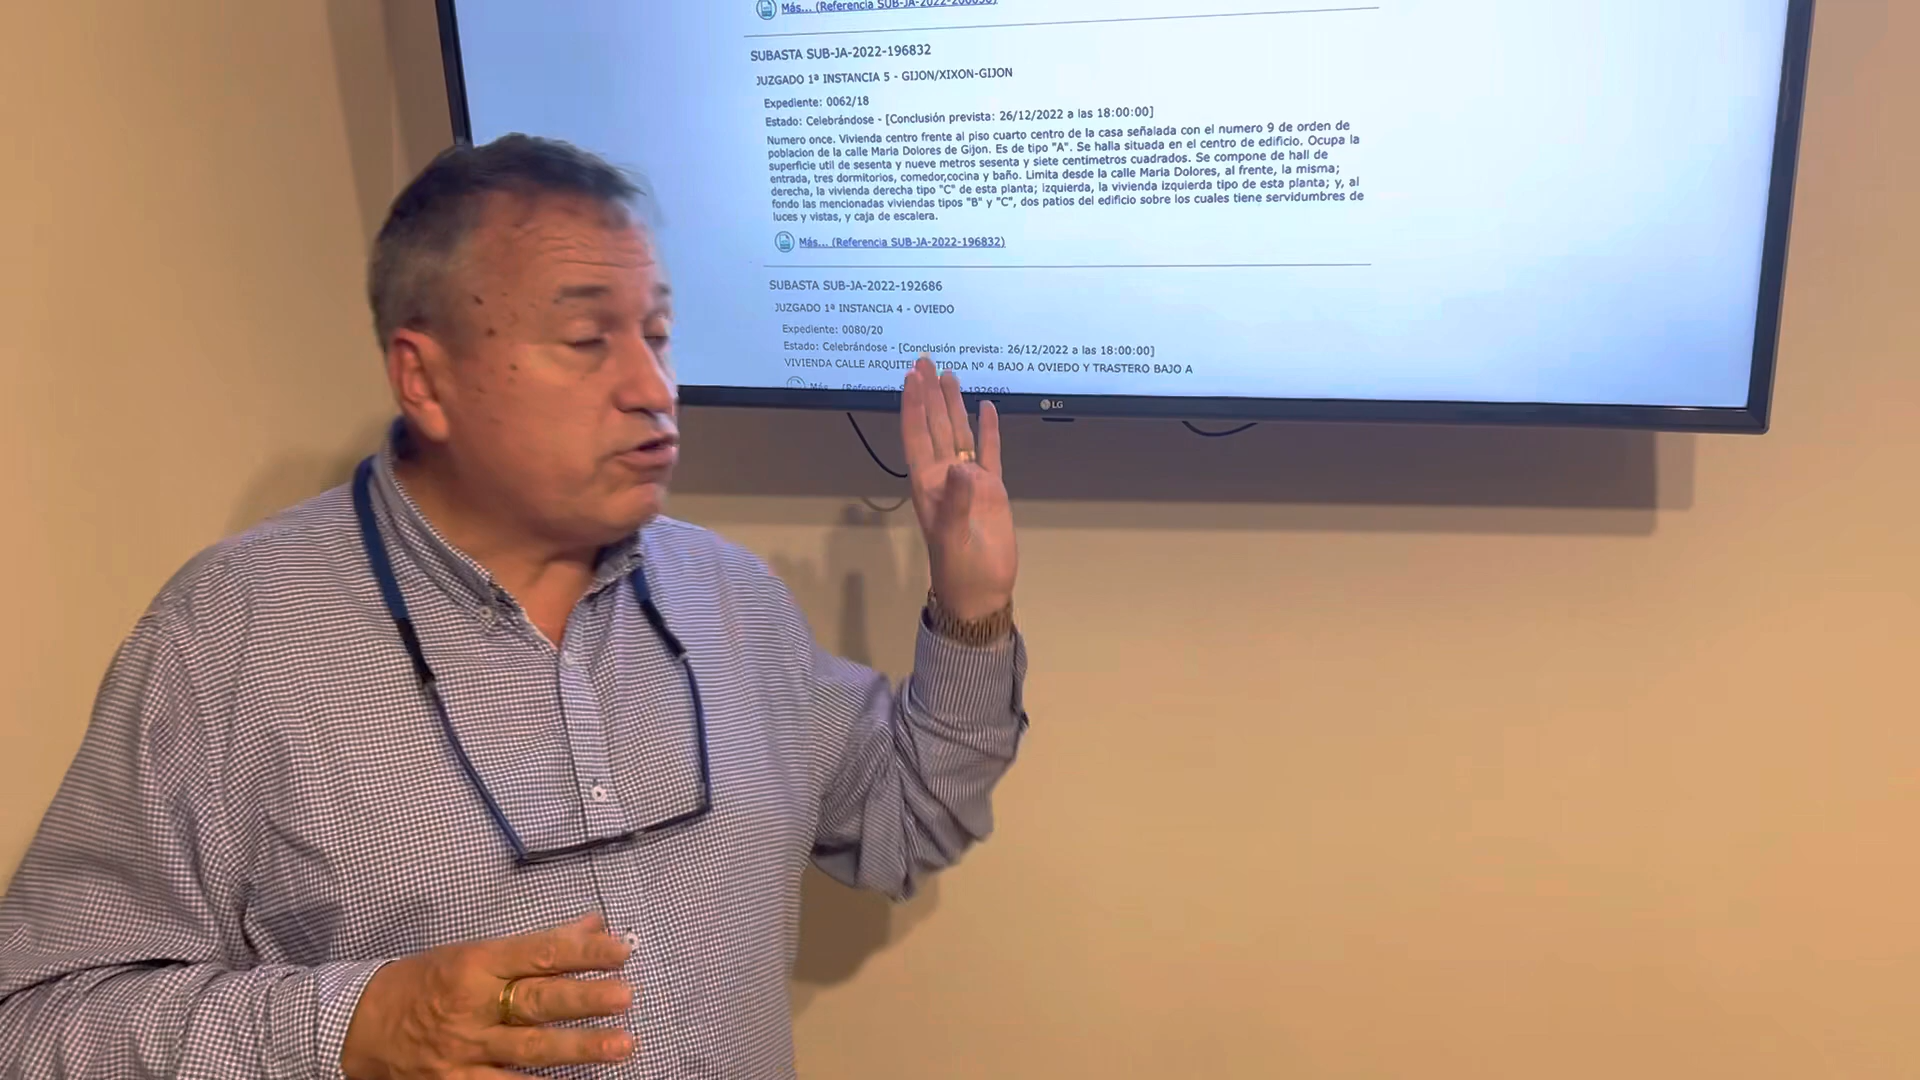 Más... (Referencia SUB-JA-2022-200030)
SUBASTA SUB-JA-2022-196832
JUZGADO 1ª INSTANCIA 5 - GIJON/XIXON-GIJON
Expediente: 0062/18
Estado: Celebrándose - [Conclusión prevista: 26/12/2022 a las 18:00:00]
Numero once. Vivienda centro frente al piso cuarto centro de la casa señalada con el numero 9 de orden de
poblacion de la calle Maria Dolores de Gijon. Es de tipo "A". Se halla situada en el centro de edificio. Ocupa la
superficie util de sesenta y nueve metros sesenta y siete centímetros cuadrados. Se compone de hall de
entrada, tres dormitorios, comedor,cocina y baño. Limita desde la calle Maria Dolores, al frente, la misma;
derecha, la vivienda derecha tipo "C" de esta planta; izquierda, la vivienda izquierda tipo de esta planta; y, al
fondo las mencionadas viviendas tipos "B" y "C", dos patios del edificio sobre los cuales tiene servidumbres de
luces y vistas, y caja de escalera.
Más... (Referencia SUB-JA-2022-196832)
SUBASTA SUB-JA-2022-192686
JUZGADO 1ª INSTANCIA 4 - OVIEDO
Expediente: 0080/20
Estado: Celebrándose - [Conclusión prevista: 26/12/2022 a las 18:00:00]
VIVIENDA CALLE TIODA Nº 4 BAJO A OVIEDO Y TRASTERO BAJO A
Más... (Referencia -192686)
LG